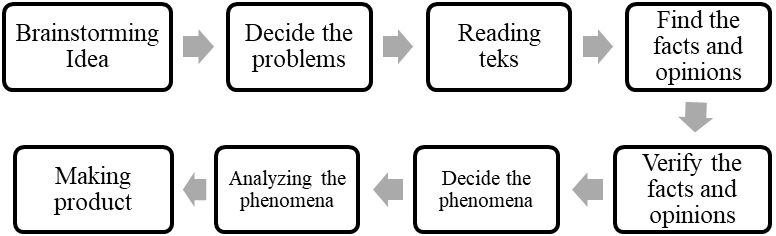 Brainstorming
Idea
Decide the
problems
Reading
teks
Find the
facts and
opinions
Verify the
facts and
opinions
Decide the
phenomena
Analyzing the
phenomena
Making
product